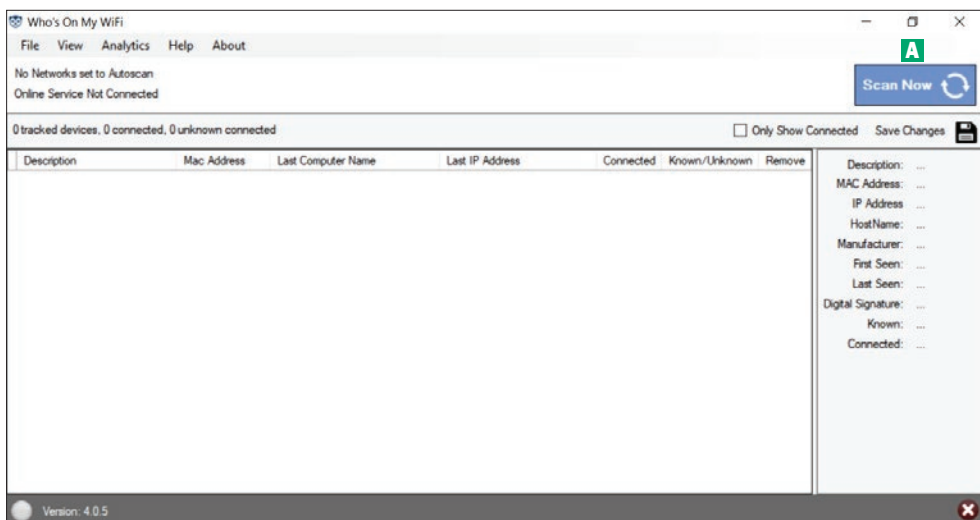 Who's On My WiFi
File View Analytics Help About
A
No Networks set to Autoscan
Online Service Not Connected
Scan Now
0 tracked devices, 0 connected, 0 unknown connected
Only Show Connected Save Changes
Description Mac Address Last Computer Name Last IP Address Connected Known/Unknown Remove
Description: ...
MAC Address: ...
IP Address ...
HostName: ...
Manufacturer: ...
First Seen: ...
Last Seen: ...
Digital Signature: ...
Known: ...
Connected: ...
Version: 4.0.5